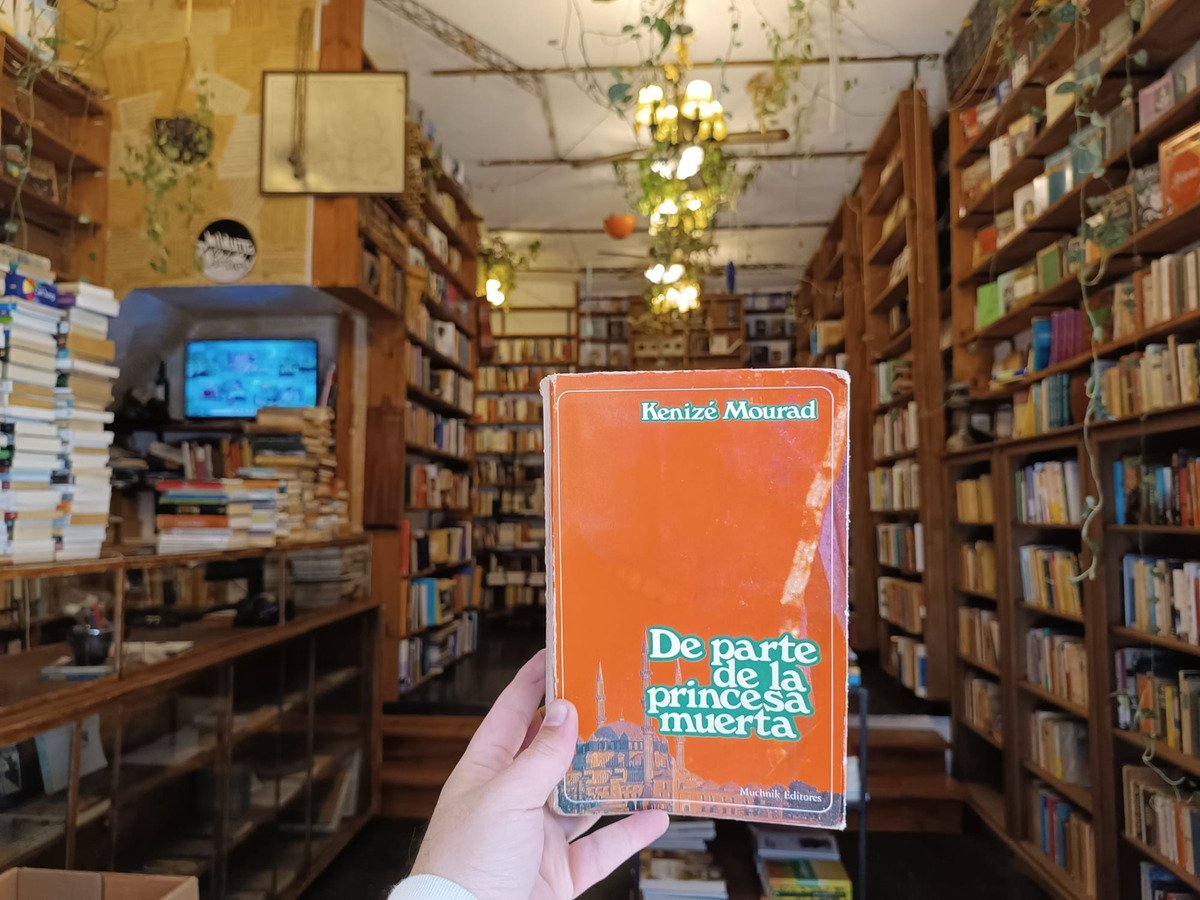 Kenizé Mourad
De parte
de la
princesa
muerta
Muchnik Editores